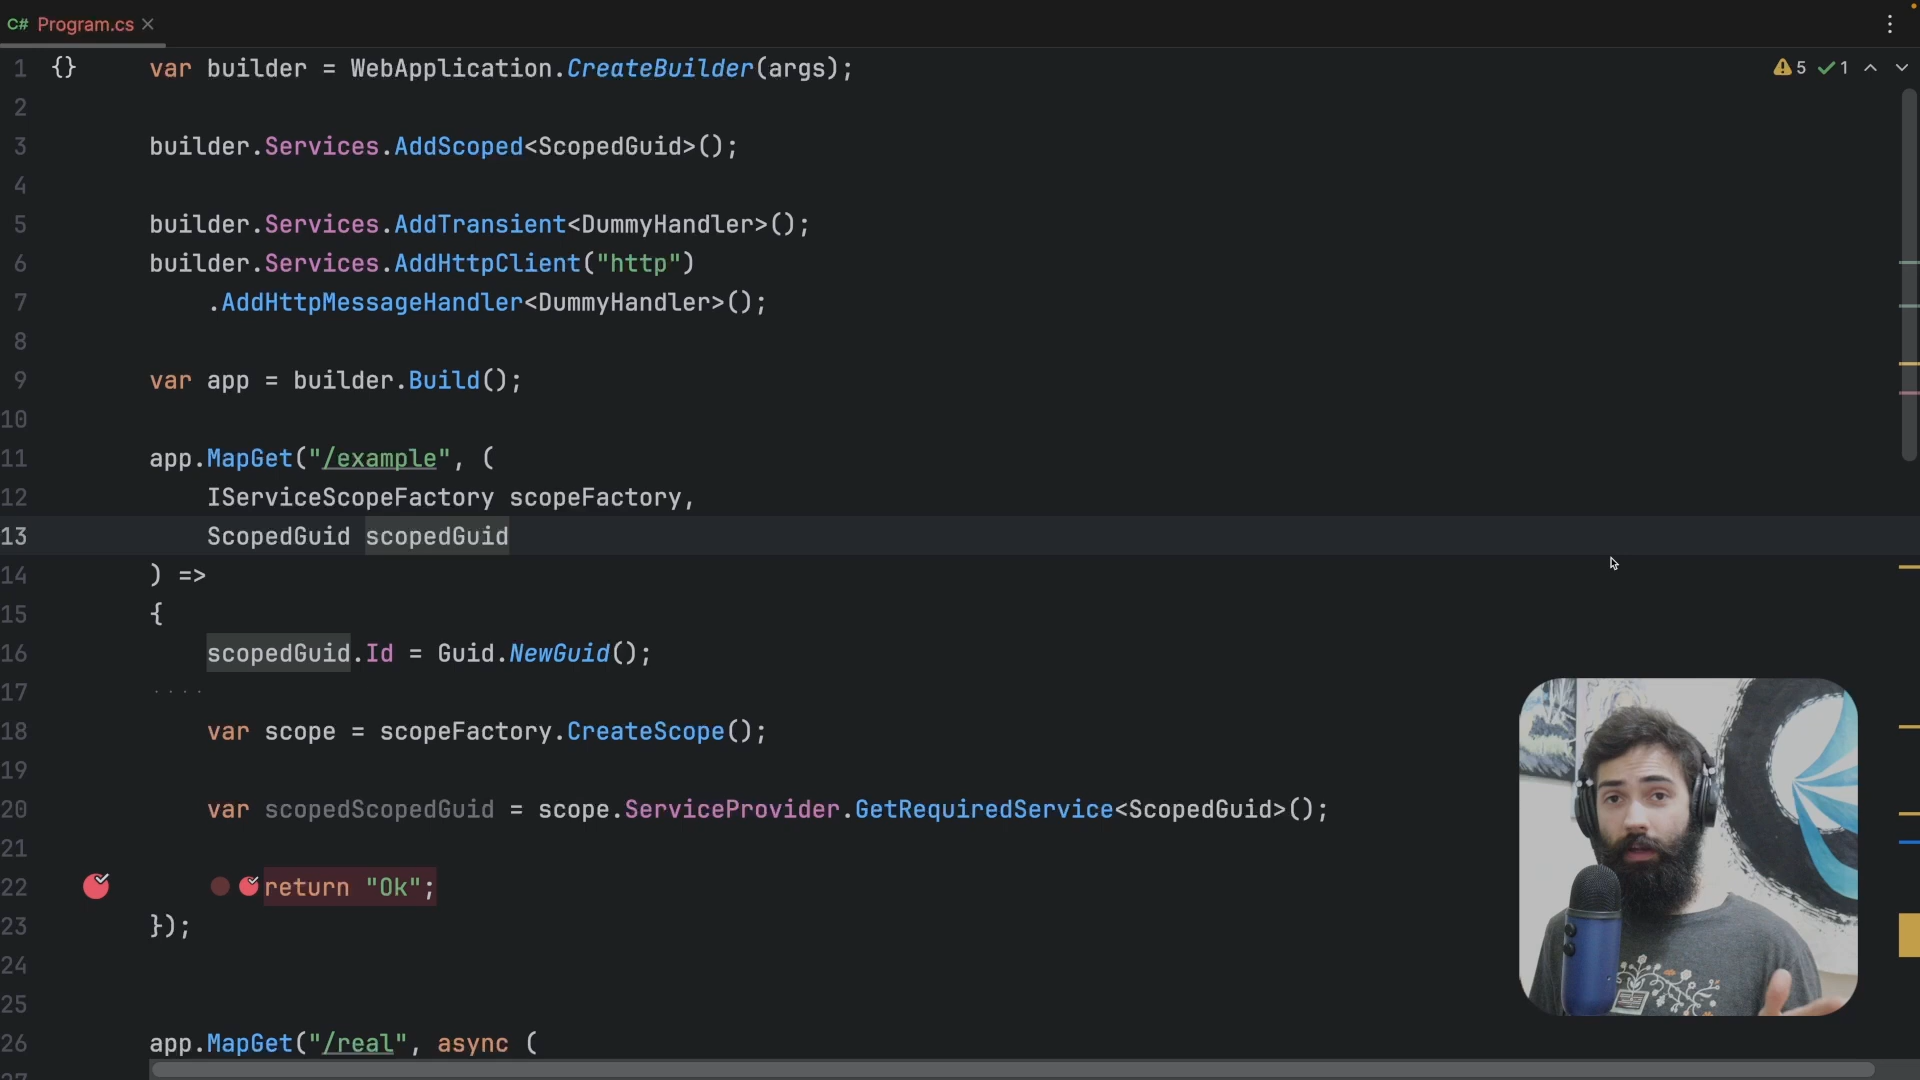 C# Program.cs
1 {} var builder = WebApplication.CreateBuilder(args);
5 1
2
3 builder.Services.AddScoped<ScopedGuid>();
4
5 builder.Services.AddTransient<DummyHandler>();
6 builder.Services.AddHttpClient("http")
7 .AddHttpMessageHandler<DummyHandler>();
8
9 var app = builder.Build();
10
11 app.MapGet("/example", (
12 IServiceScopeFactory scopeFactory,
13 ScopedGuid scopedGuid
14 ) =>
15 {
16 scopedGuid.Id = Guid.NewGuid();
17
18 var scope = scopeFactory.CreateScope();
19
20 var scopedScopedGuid = scope.ServiceProvider.GetRequiredService<ScopedGuid>();
21
22 return "Ok";
23 });
24
25
26 app.MapGet("/real", async (